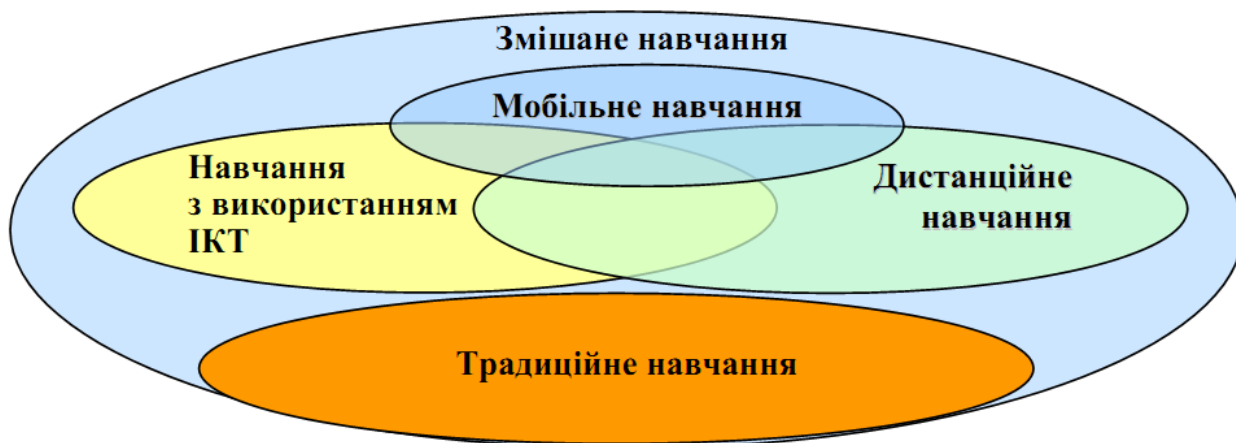 Змішане навчання
Мобільне навчання
Навчання
з використанням
ІКТ
Дистанційне
навчання
Традиційне навчання